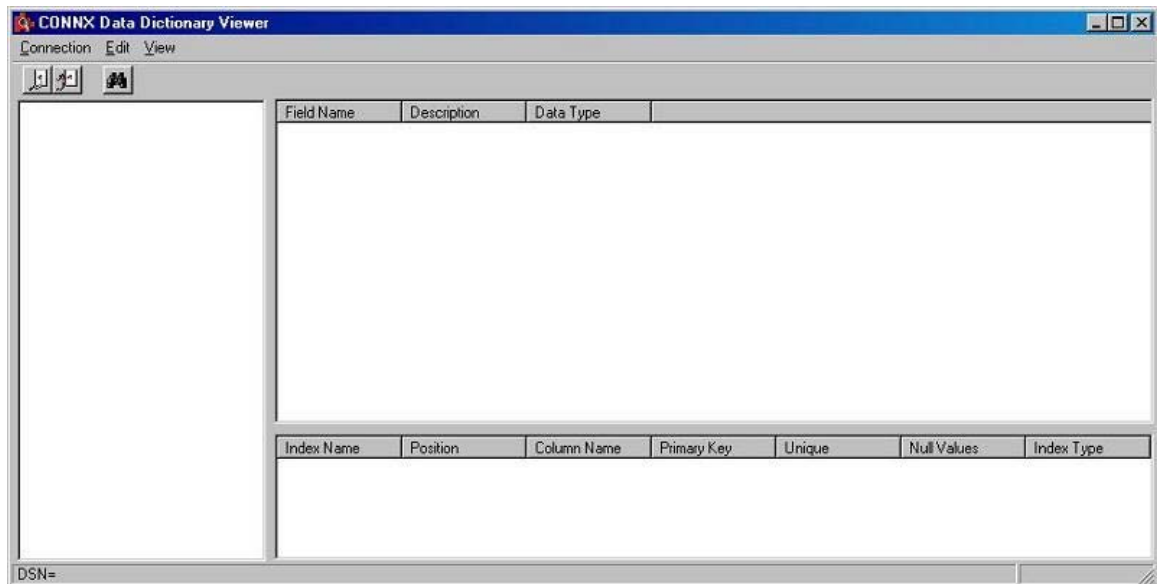 CONNX Data Dictionary Viewer
Connection Edit View
Field Name Description Data Type
Index Name Position Column Name Primary Key Unique Null Values Index Type
DSN=